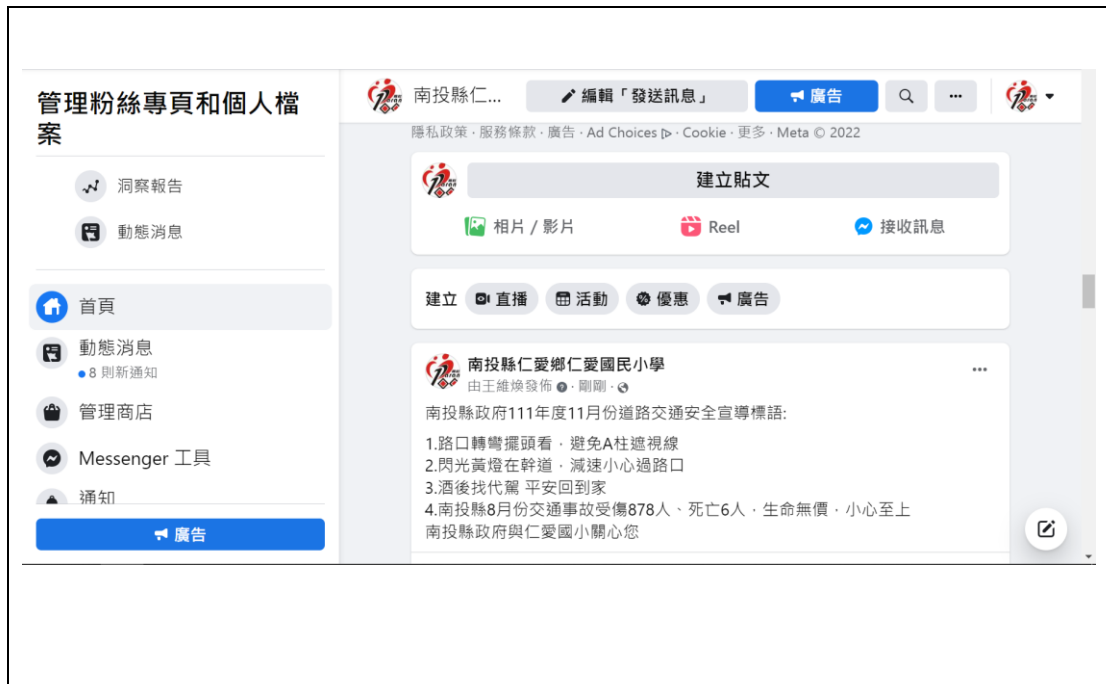 管理粉絲專頁和個人檔
案
洞察報告
動態消息
首頁
動態消息
8 則新通知
管理商店
Messenger 工具
通知
廣告
南投縣仁...
編輯「發送訊息」
廣告
隱私政策 · 服務條款 · 廣告 · Ad Choices · Cookie · 更多 · Meta © 2022
建立貼文
相片 / 影片
Reel
接收訊息
建立
直播
活動
優惠
廣告
南投縣仁愛鄉仁愛國民小學
由王維煥發佈 · 剛剛 ·
南投縣政府111年度11月份道路交通安全宣導標語:
1.路口轉彎擺頭看，避免A柱遮視線
2.閃光黃燈在幹道，減速小心過路口
3.酒後找代駕 平安回到家
4.南投縣8月份交通事故受傷878人、死亡6人，生命無價，小心至上
南投縣政府與仁愛國小關心您